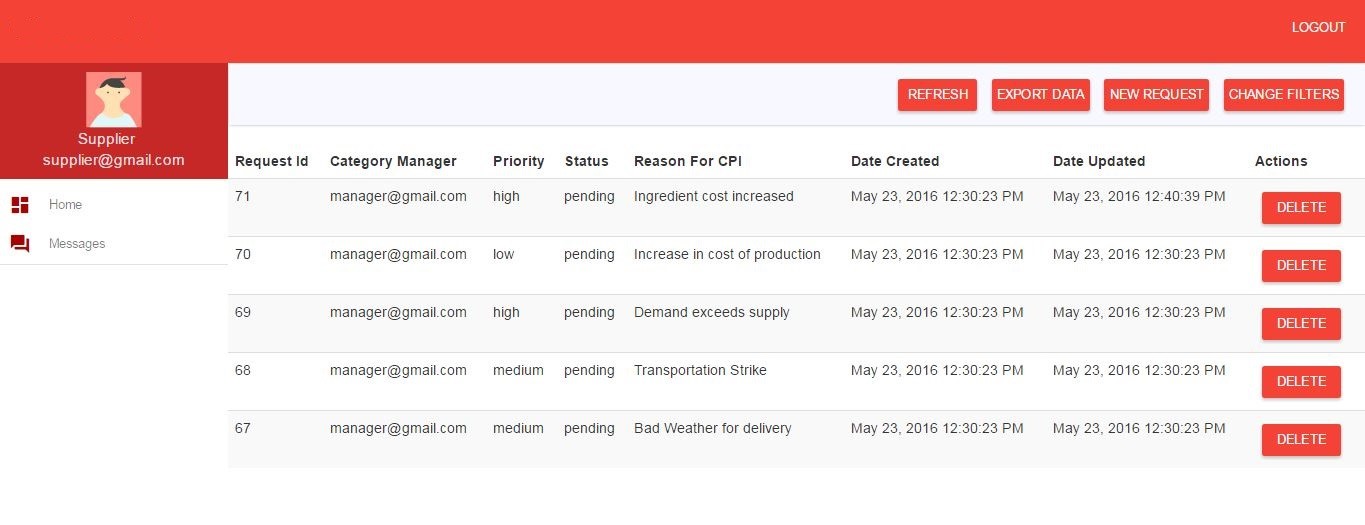 LOGOUT
Supplier
supplier@gmail.com
Home
Messages
REFRESH EXPORT DATA NEW REQUEST CHANGE FILTERS
Request Id Category Manager Priority Status Reason For CPI Date Created Date Updated Actions
71 manager@gmail.com high pending Ingredient cost increased May 23, 2016 12:30:23 PM May 23, 2016 12:40:39 PM DELETE
70 manager@gmail.com low pending Increase in cost of production May 23, 2016 12:30:23 PM May 23, 2016 12:30:23 PM DELETE
69 manager@gmail.com high pending Demand exceeds supply May 23, 2016 12:30:23 PM May 23, 2016 12:30:23 PM DELETE
68 manager@gmail.com medium pending Transportation Strike May 23, 2016 12:30:23 PM May 23, 2016 12:30:23 PM DELETE
67 manager@gmail.com medium pending Bad Weather for delivery May 23, 2016 12:30:23 PM May 23, 2016 12:30:23 PM DELETE